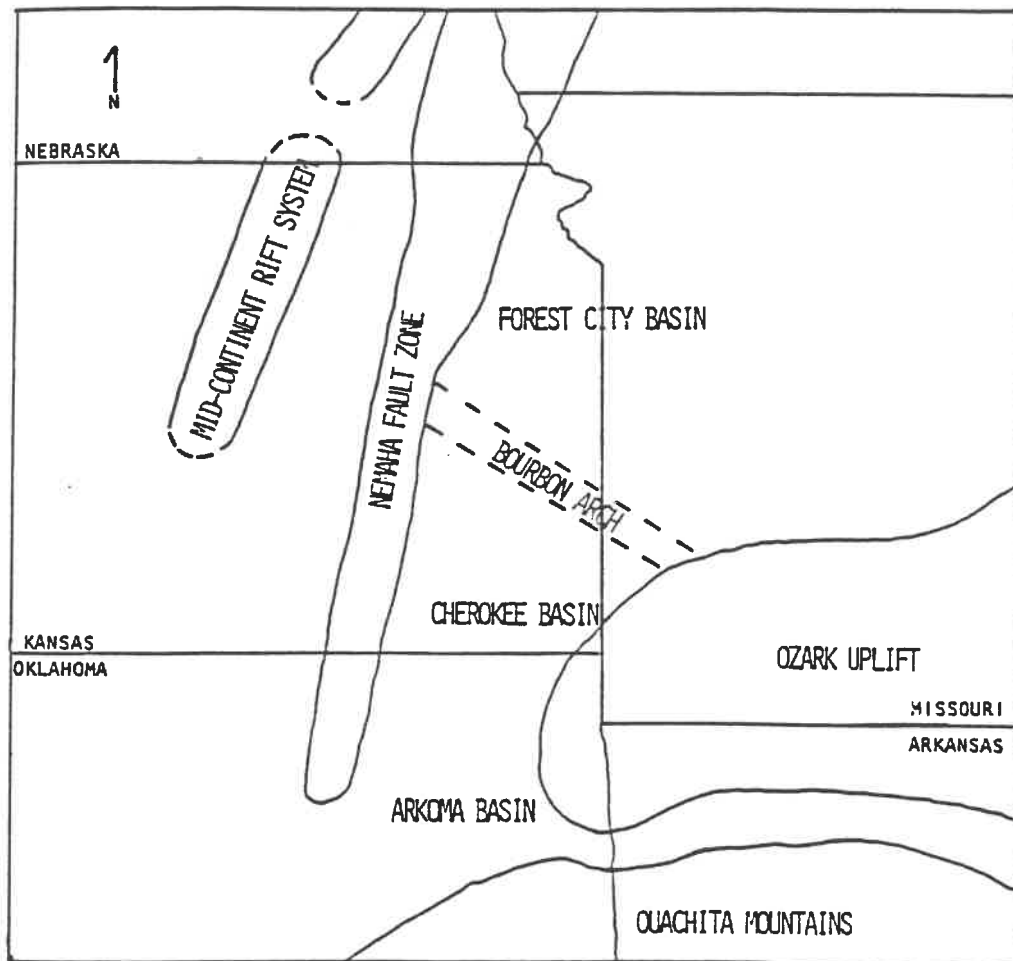 N
NEBRASKA
MID-CONTINENT RIFT SYSTEM
NEMAHA FAULT ZONE
FOREST CITY BASIN
BOURBON ARCH
CHEROKEE BASIN
KANSAS
OKLAHOMA
OZARK UPLIFT
MISSOURI
ARKANSAS
ARKOMA BASIN
OUACHITA MOUNTAINS